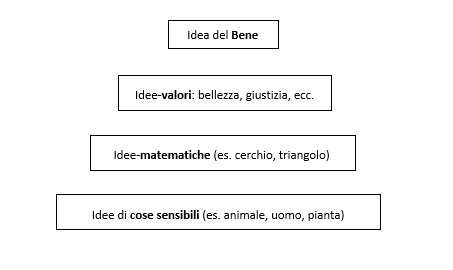 Idea del Bene
Idee-valori: bellezza, giustizia, ecc.
Idee-matematiche (es. cerchio, triangolo)
Idee di cose sensibili (es. animale, uomo, pianta)